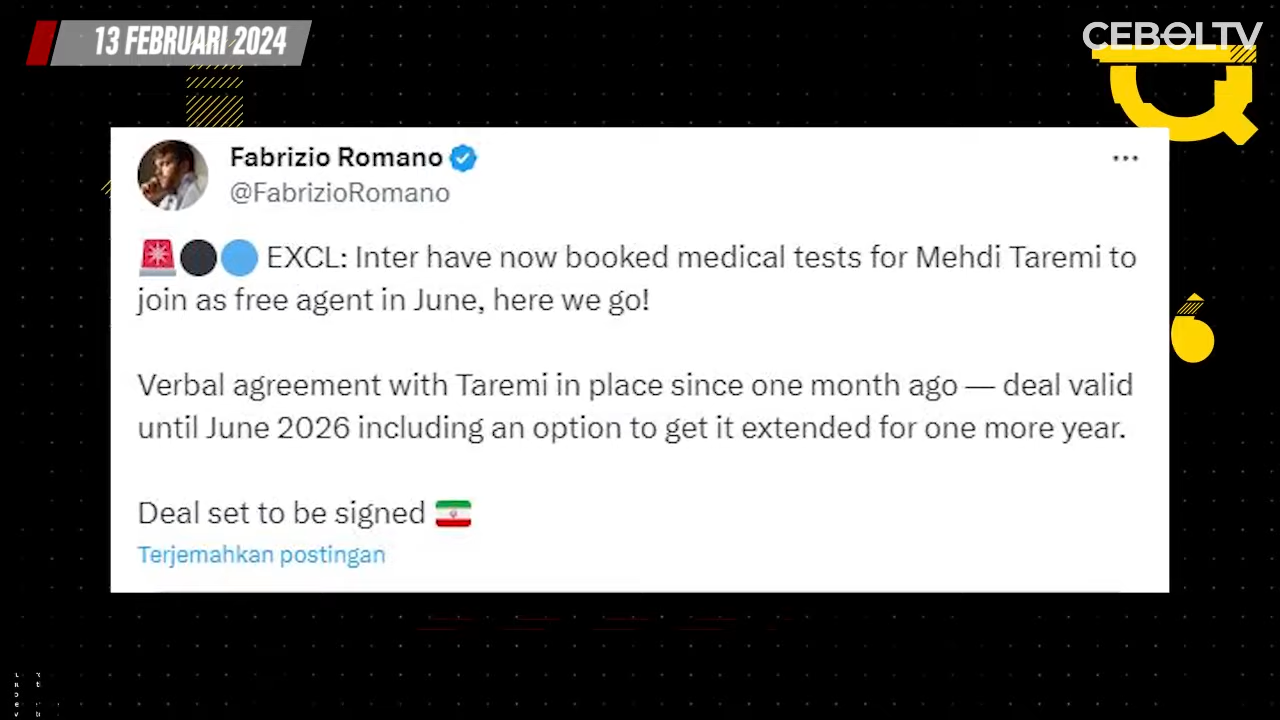 13 FEBRUARI 2024
CEBOLTV
Fabrizio Romano
@FabrizioRomano
🚨⚫🔵 EXCL: Inter have now booked medical tests for Mehdi Taremi to
join as free agent in June, here we go!
Verbal agreement with Taremi in place since one month ago — deal valid
until June 2026 including an option to get it extended for one more year.
Deal set to be signed 🇮🇷
Terjemahkan postingan